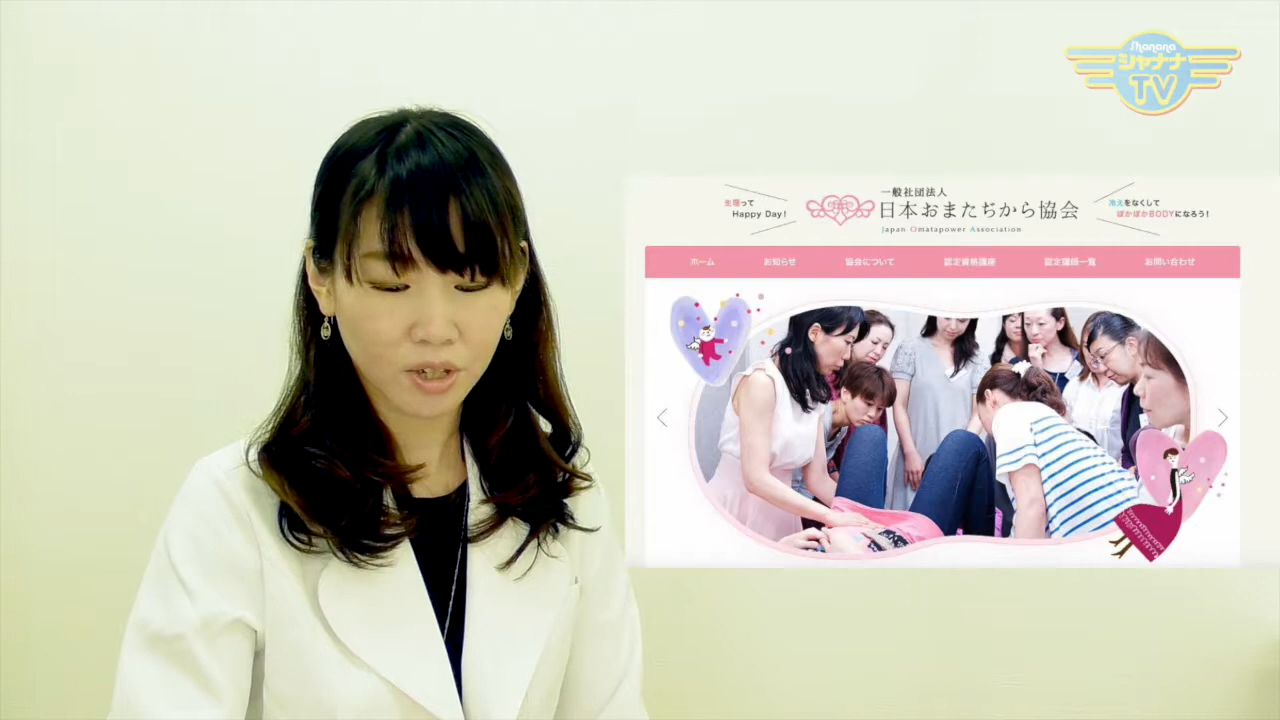 Shanana
シャナナ
TV
生理って
Happy Day!
一般社団法人
日本おまたぢから協会
Japan Omatapower Association
冷えをなくして
ぽかぽかBODYになろう!
ホーム
お知らせ
協会について
認定資格講座
認定講師一覧
お問い合わせ